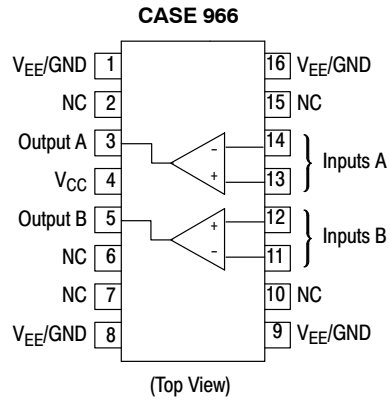 CASE 966
VEE/GND 1 16 VEE/GND
NC 2 15 NC
Output A 3 - 14
Inputs A
VCC 4 + 13
Output B 5 + 12
Inputs B
NC 6 - 11
NC 7 10 NC
VEE/GND 8 9 VEE/GND
(Top View)